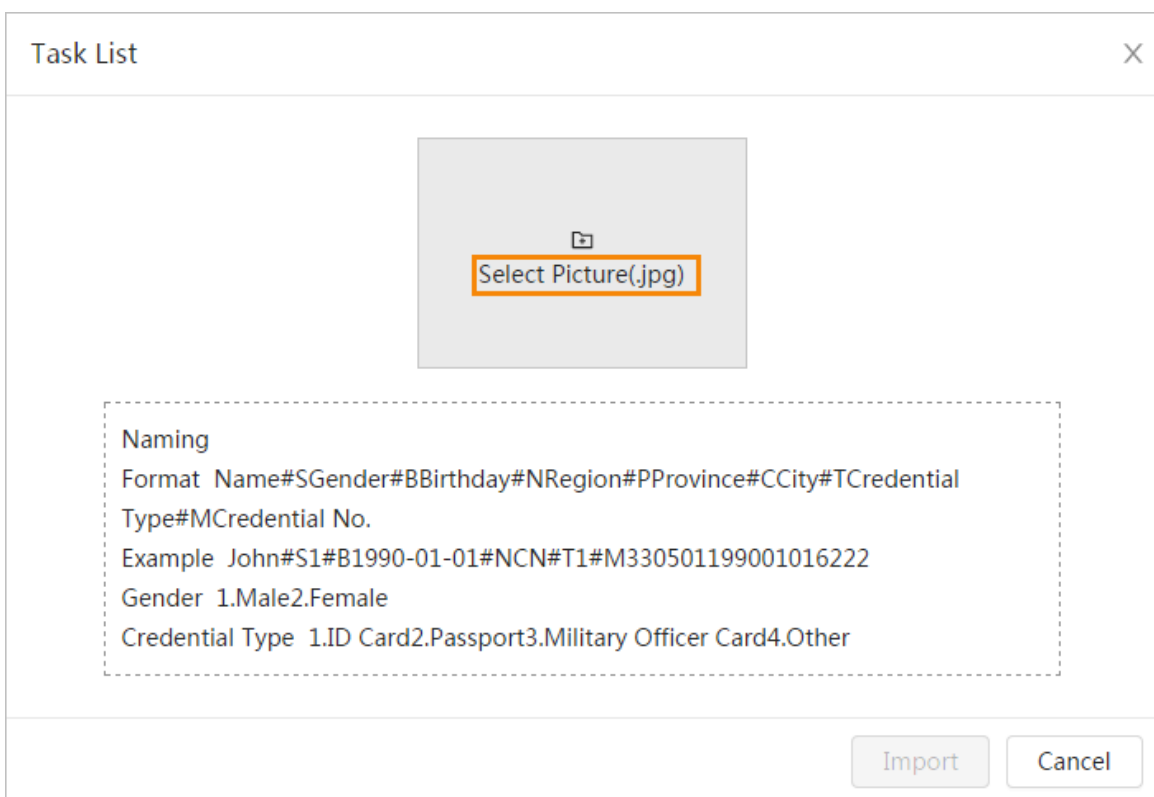 Task List
X
Select Picture(.jpg)
Naming
Format  Name#SGender#BBirthday#NRegion#PProvince#CCity#TCredential
Type#MCredential No.
Example  John#S1#B1990-01-01#NCN#T1#M330501199001016222
Gender  1.Male2.Female
Credential Type  1.ID Card2.Passport3.Military Officer Card4.Other
Import
Cancel